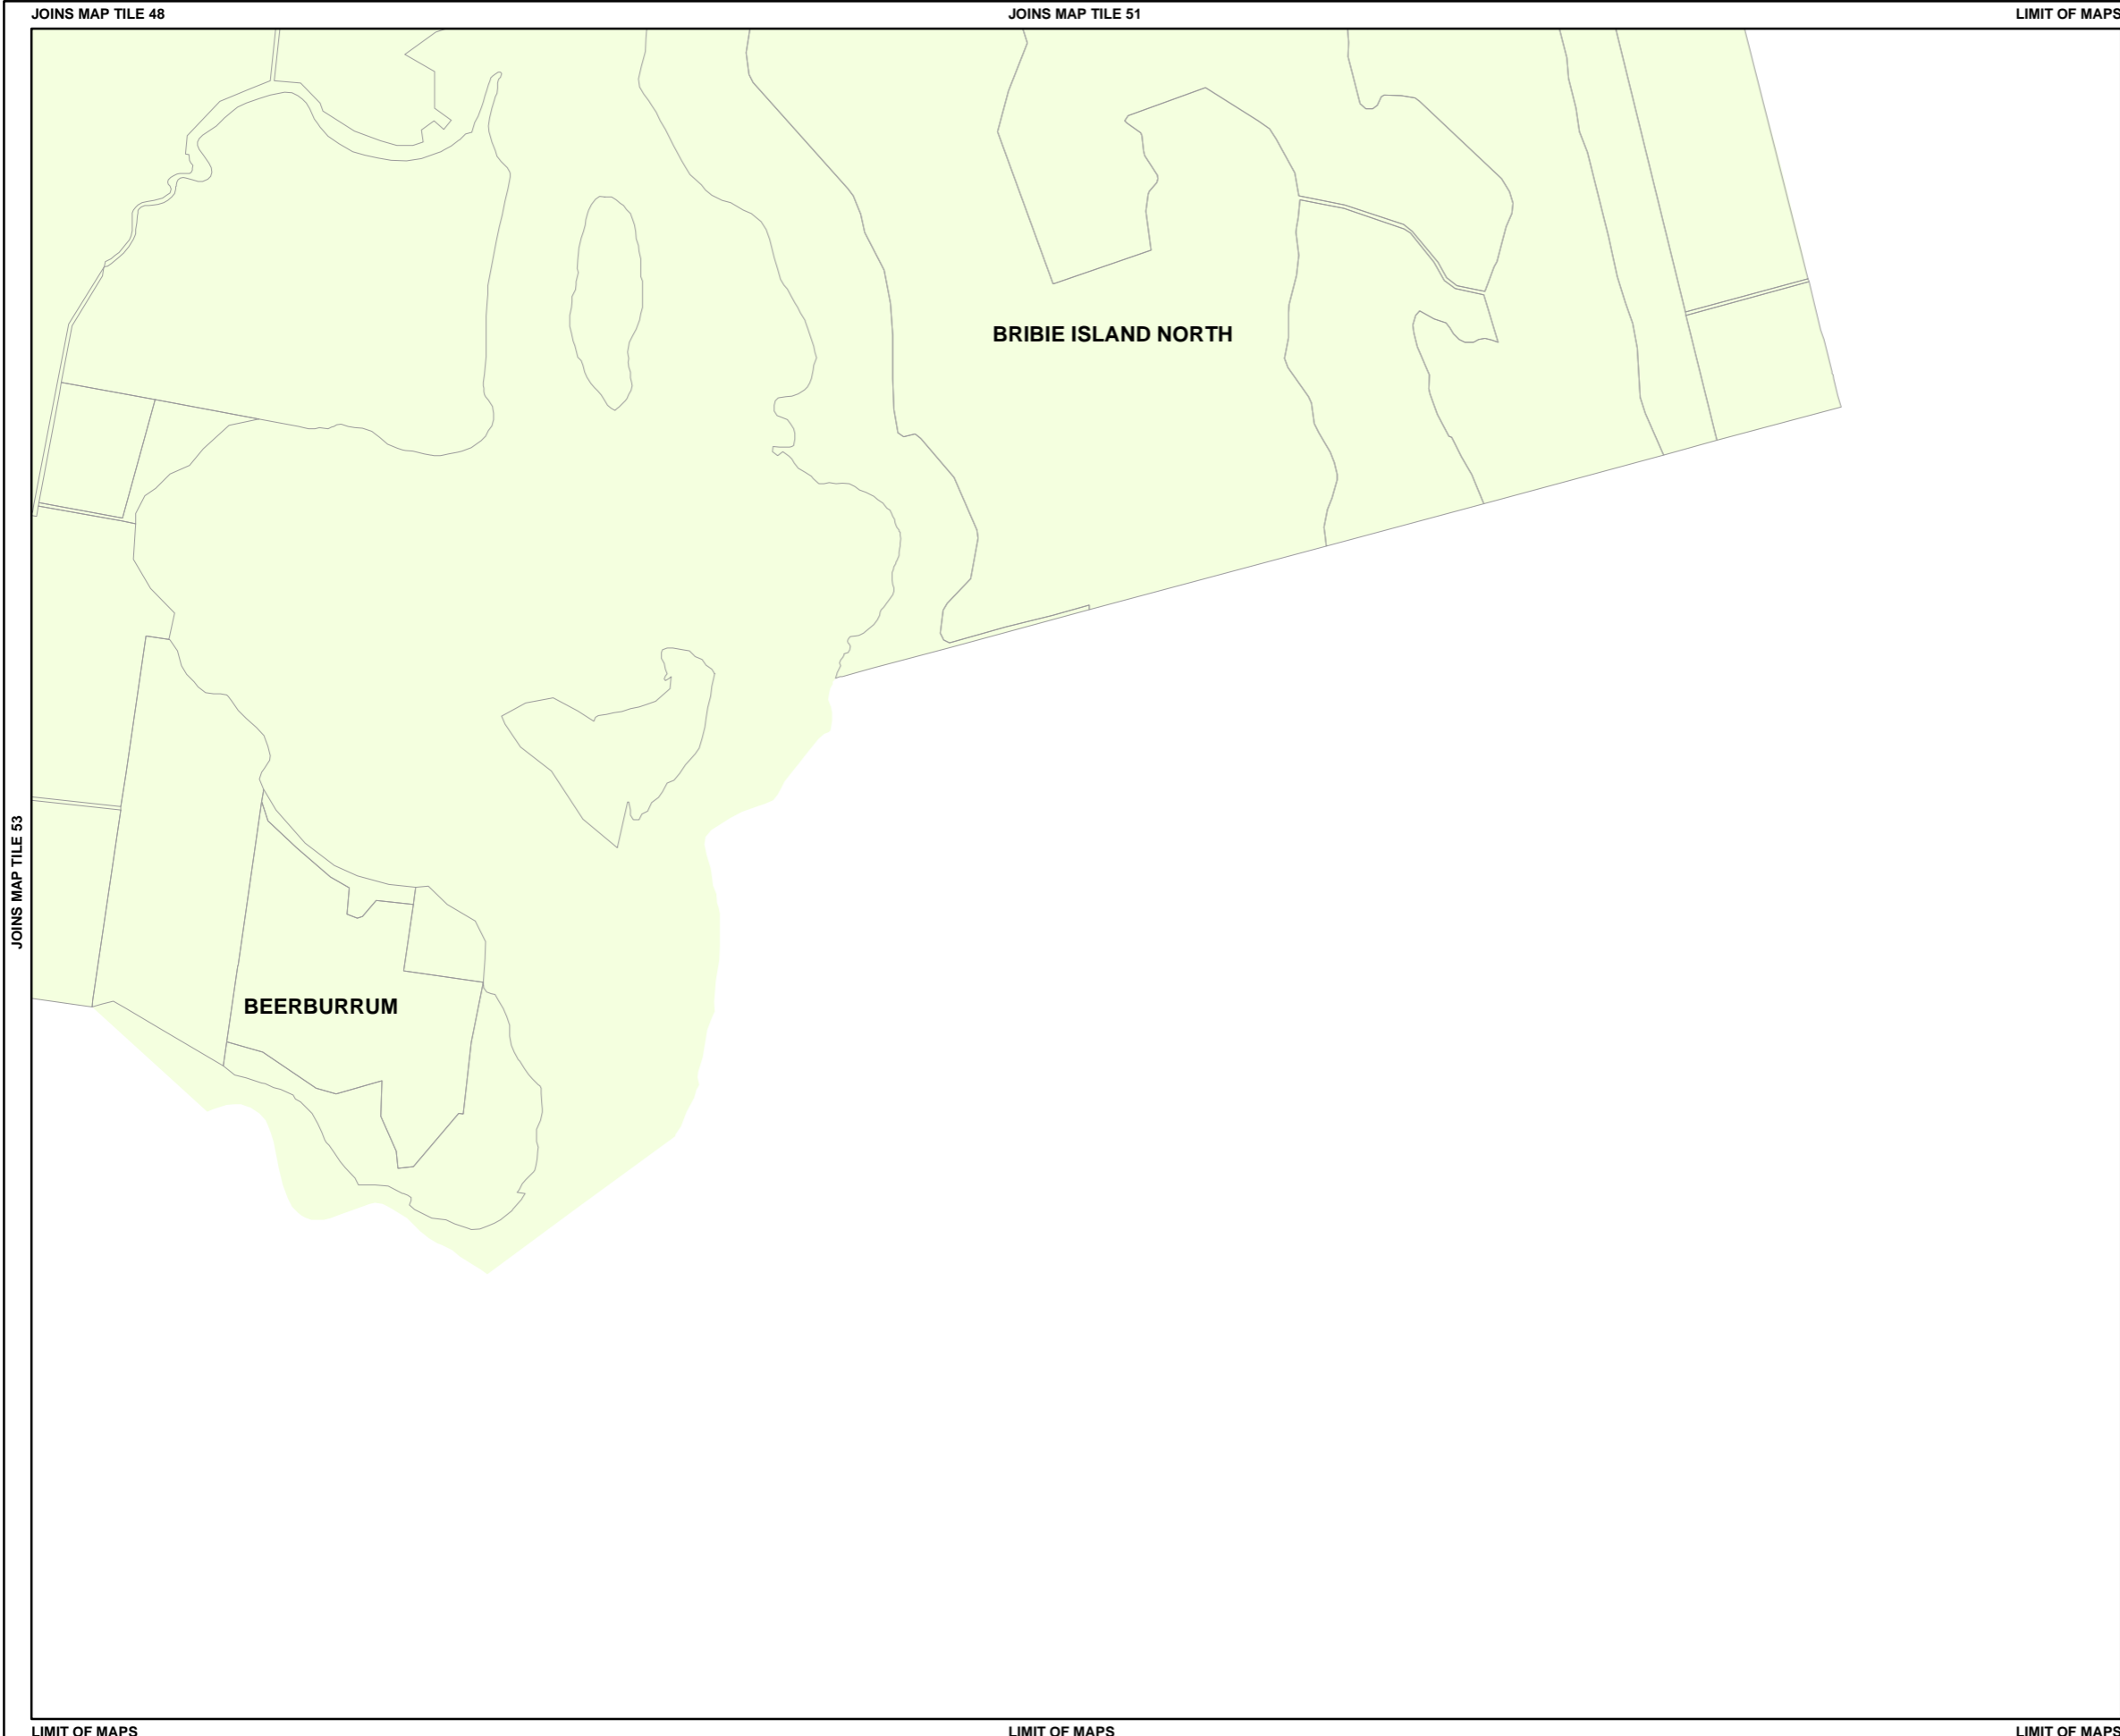 JOINS MAP TILE 48
JOINS MAP TILE 51
LIMIT OF MAPS
BRIBIE ISLAND NORTH
JOINS MAP TILE 53
BEERBURRUM
LIMIT OF MAPS
LIMIT OF MAPS
LIMIT OF MAPS